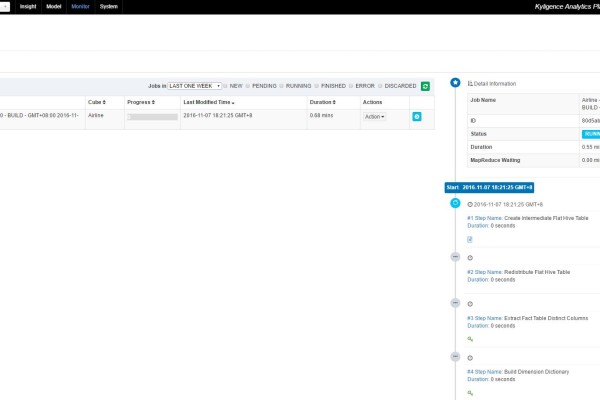 Insight Model Monitor System
Kyligence Analytics Pla
Jobs in: LAST ONE WEEK NEW PENDING RUNNING FINISHED ERROR DISCARDED
Cube Progress Last Modified Time Duration Actions
0 - BUILD - GMT+08:00 2016-11- Airline 2016-11-07 18:21:25 GMT+8 0.68 mins Action
Detail Information
Job Name Airline -
BUILD -
ID
Status
Duration 0.55 mi
MapReduce Waiting 0.00 mi
Start 2016-11-07 18:21:25 GMT+8
2016-11-07 18:21:25 GMT+8
#1 Step Name: Create Intermediate Flat Hive Table
Duration: 0 seconds
#2 Step Name: Redistribute Flat Hive Table
Duration: 0 seconds
#3 Step Name: Extract Fact Table Distinct Columns
Duration: 0 seconds
#4 Step Name: Build Dimension Dictionary
Duration: 0 seconds